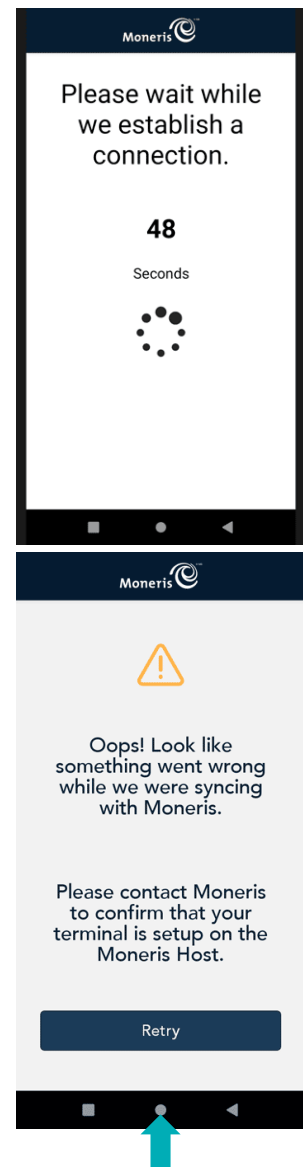 Moneris
Please wait while
we establish a
connection.
48
Seconds
Moneris
Oops! Look like
something went wrong
while we were syncing
with Moneris.
Please contact Moneris
to confirm that your
terminal is setup on the
Moneris Host.
Retry